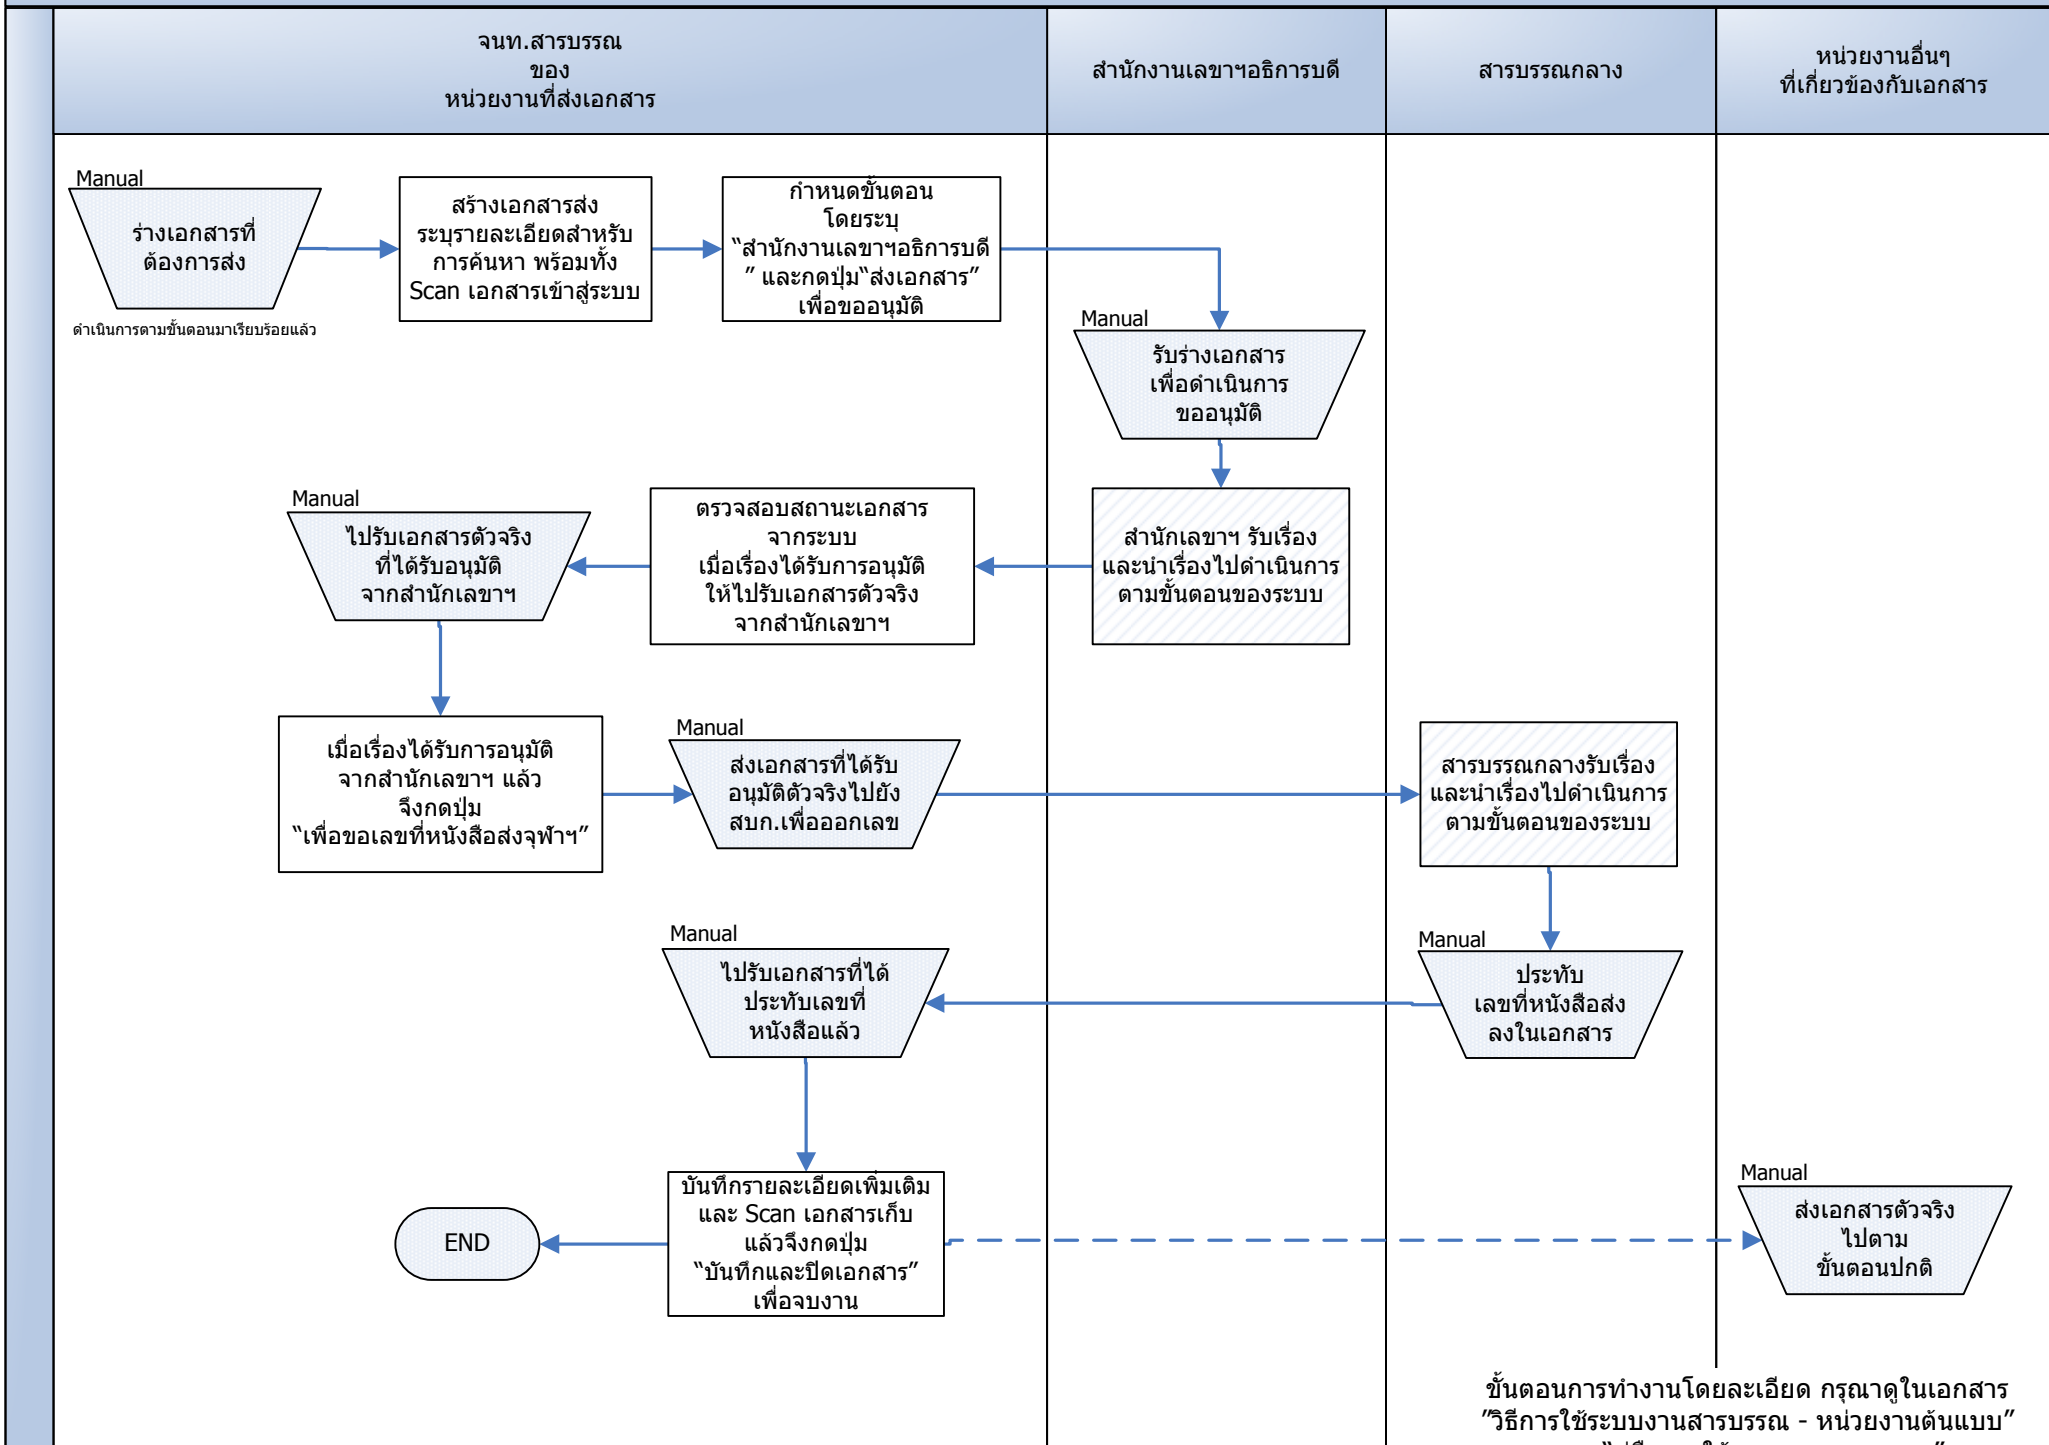 จนท.สารบรรณ
ของ
หน่วยงานที่ส่งเอกสาร
สำนักงานเลขาฯอธิการบดี
สารบรรณกลาง
หน่วยงานอื่นๆ
ที่เกี่ยวข้องกับเอกสาร
Manual
ร่างเอกสารที่
ต้องการส่ง
ดำเนินการตามขั้นตอนมาเรียบร้อยแล้ว
สร้างเอกสารส่ง
ระบุรายละเอียดสำหรับ
การค้นหา พร้อมทั้ง
Scan เอกสารเข้าสู่ระบบ
กำหนดขั้นตอน
โดยระบุ
“สำนักงานเลขาฯอธิการบดี
” และกดปุ่ม“ส่งเอกสาร”
เพื่อขออนุมัติ
Manual
รับร่างเอกสาร
เพื่อดำเนินการ
ขออนุมัติ
สำนักเลขาฯ รับเรื่อง
และนำเรื่องไปดำเนินการ
ตามขั้นตอนของระบบ
ตรวจสอบสถานะเอกสาร
จากระบบ
เมื่อเรื่องได้รับการอนุมัติ
ให้ไปรับเอกสารตัวจริง
จากสำนักเลขาฯ
Manual
ไปรับเอกสารตัวจริง
ที่ได้รับอนุมัติ
จากสำนักเลขาฯ
เมื่อเรื่องได้รับการอนุมัติ
จากสำนักเลขาฯ แล้ว
จึงกดปุ่ม
“เพื่อขอเลขที่หนังสือส่งจุฬาฯ”
Manual
ส่งเอกสารที่ได้รับ
อนุมัติตัวจริงไปยัง
สบก.เพื่อออกเลข
สารบรรณกลางรับเรื่อง
และนำเรื่องไปดำเนินการ
ตามขั้นตอนของระบบ
Manual
ประทับ
เลขที่หนังสือส่ง
ลงในเอกสาร
Manual
ไปรับเอกสารที่ได้
ประทับเลขที่
หนังสือแล้ว
บันทึกรายละเอียดเพิ่มเติม
และ Scan เอกสารเก็บ
แล้วจึงกดปุ่ม
“บันทึกและปิดเอกสาร”
เพื่อจบงาน
END
Manual
ส่งเอกสารตัวจริง
ไปตาม
ขั้นตอนปกติ
ขั้นตอนการทำงานโดยละเอียด กรุณาดูในเอกสาร
”วิธีการใช้ระบบงานสารบรรณ - หน่วยงานต้นแบบ”